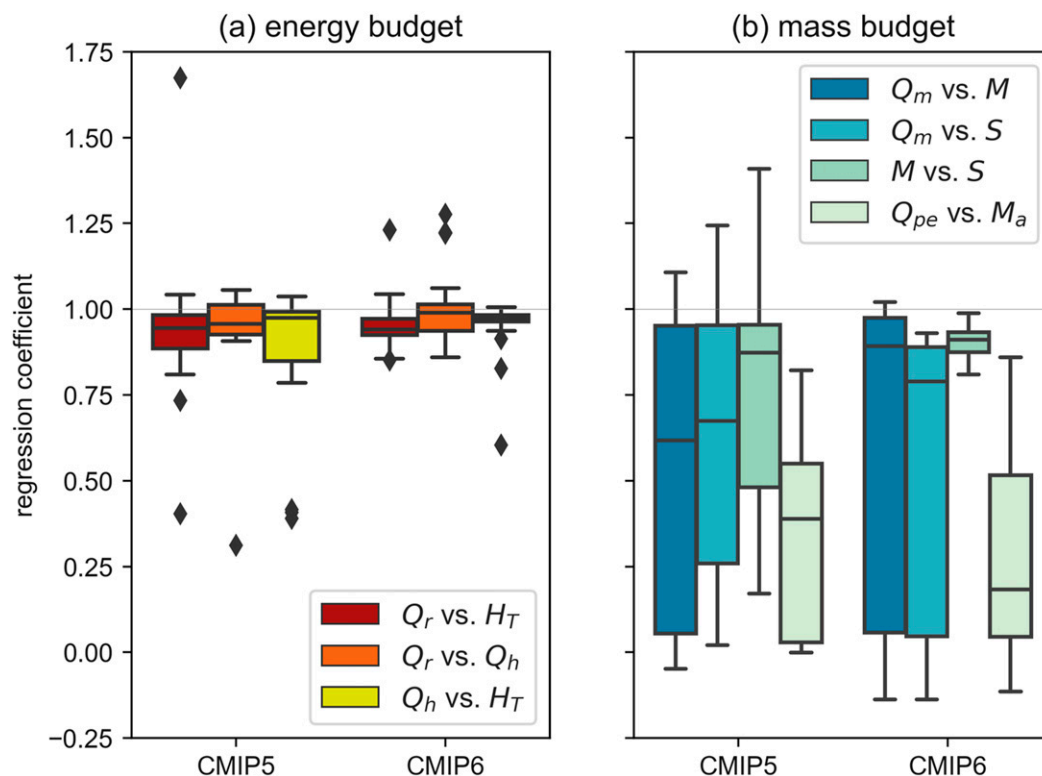 (a) energy budget
(b) mass budget
regression coefficient
1.75
1.50
1.25
1.00
0.75
0.50
0.25
0.00
−0.25
Q_r vs. H_T
Q_r vs. Q_h
Q_h vs. H_T
CMIP5
CMIP6
Q_m vs. M
Q_m vs. S
M vs. S
Q_pe vs. M_a
CMIP5
CMIP6